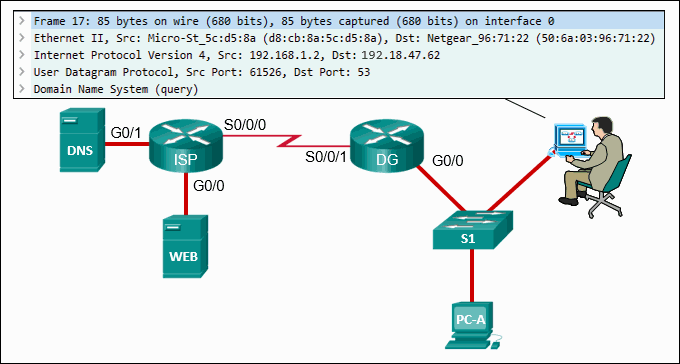 Frame 17: 85 bytes on wire (680 bits), 85 bytes captured (680 bits) on interface 0
Ethernet II, Src: Micro-St_5c:d5:8a (d8:cb:8a:5c:d5:8a), Dst: Netgear_96:71:22 (50:6a:03:96:71:22)
Internet Protocol Version 4, Src: 192.168.1.2, Dst: 192.18.47.62
User Datagram Protocol, Src Port: 61526, Dst Port: 53
Domain Name System (query)
DNS
G0/1
ISP
S0/0/0
S0/0/1
DG
G0/0
G0/0
WEB
S1
PC-A